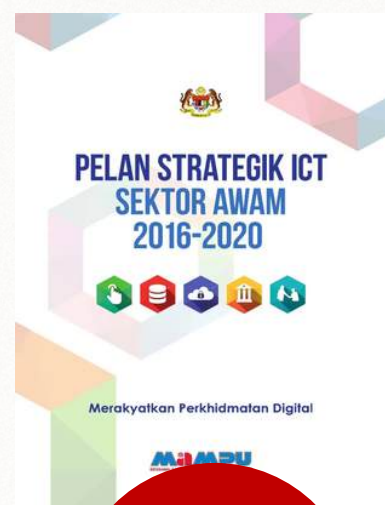 PELAN STRATEGIK ICT
SEKTOR AWAM
2016-2020
Merakyatkan Perkhidmatan Digital
MAMPU